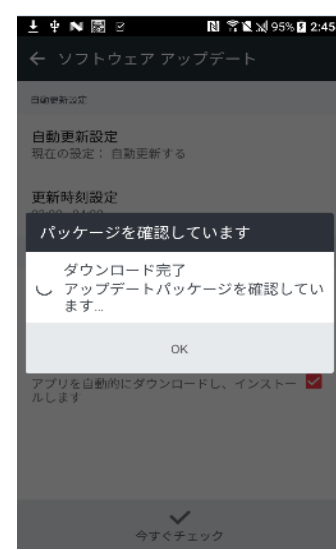 95% 2:45
ソフトウェア アップデート
自動更新設定
自動更新設定
現在の設定： 自動更新する
更新時刻設定
パッケージを確認しています
ダウンロード完了
アップデートパッケージを確認してい
ます...
OK
アプリを自動的にダウンロードし、インストー
ルします
今すぐチェック